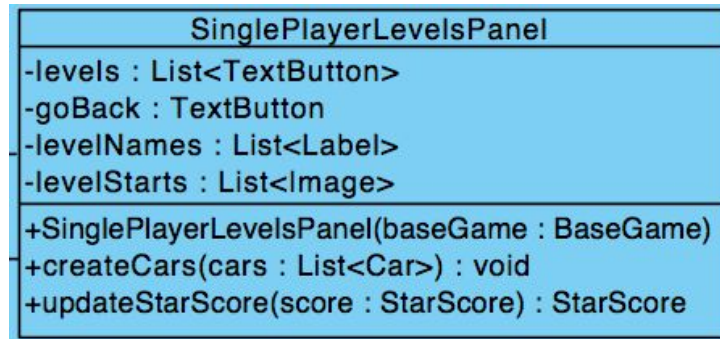 SinglePlayerLevelsPanel
-levels : List<TextButton>
-goBack : TextButton
-levelNames : List<Label>
-levelStarts : List<Image>
+SinglePlayerLevelsPanel(baseGame : BaseGame)
+createCars(cars : List<Car>) : void
+updateStarScore(score : StarScore) : StarScore